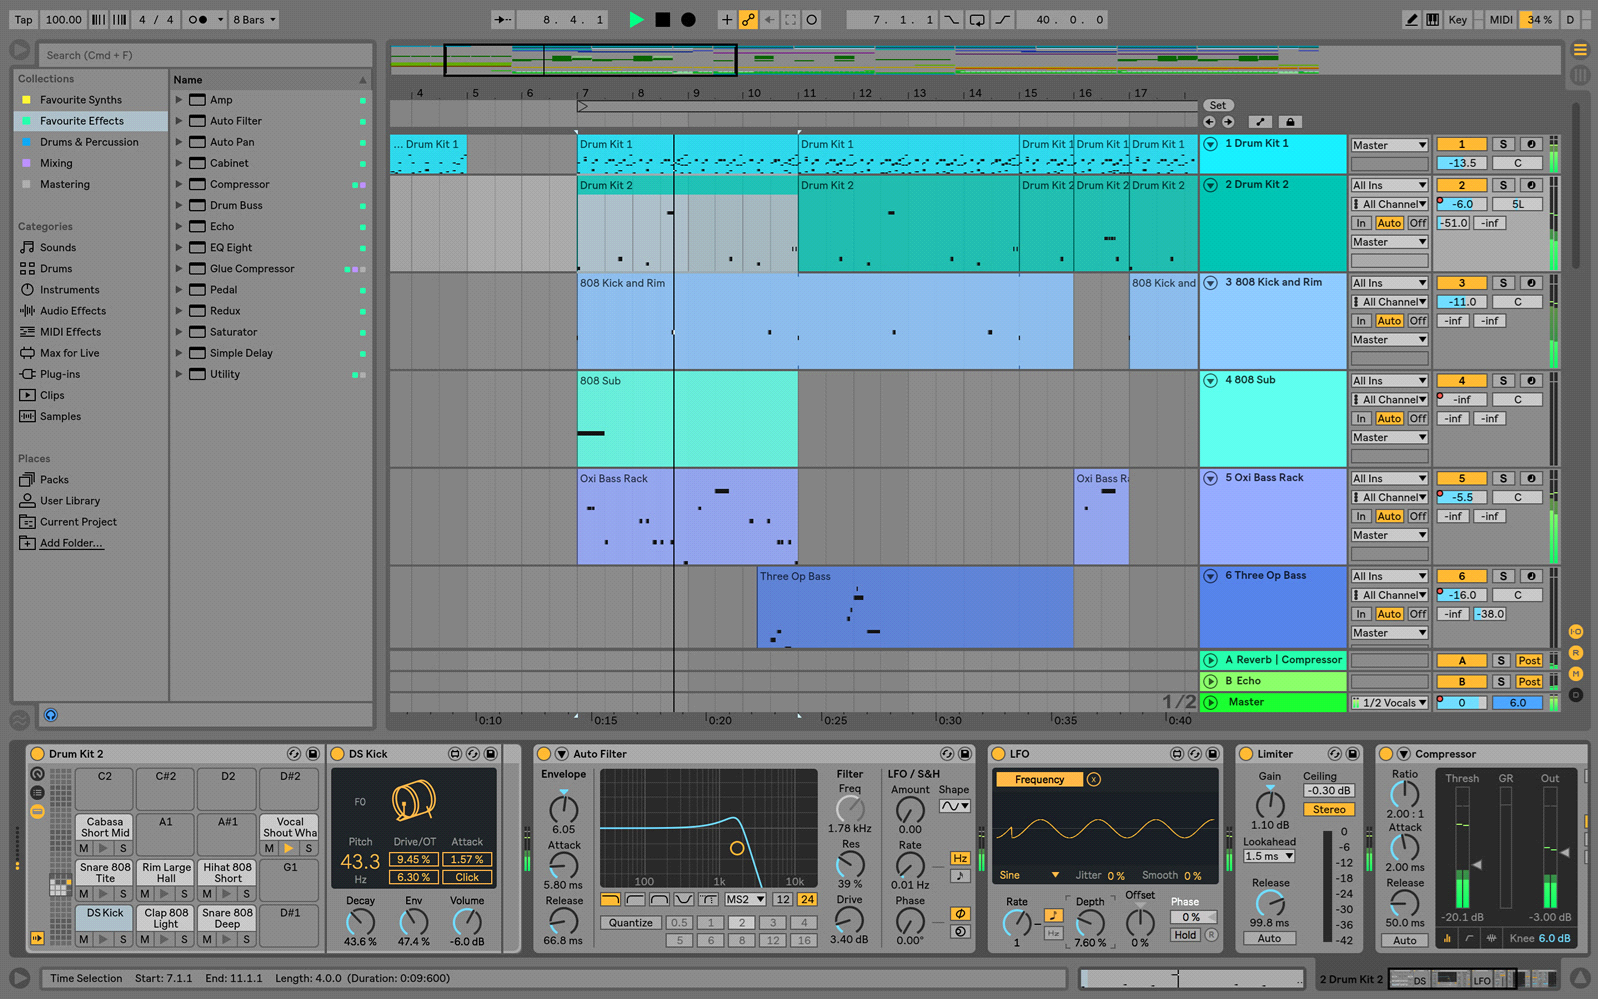 Tap 100.00 4 / 4 8 Bars 8. 4. 1 7. 1. 1 40. 0. 0 Key MIDI 34 % D
Search (Cmd + F)
Collections
Favourite Synths
Favourite Effects
Drums & Percussion
Mixing
Mastering
Categories
Sounds
Drums
Instruments
Audio Effects
MIDI Effects
Max for Live
Plug-ins
Clips
Samples
Places
Packs
User Library
Current Project
Add Folder...
Name
Amp
Auto Filter
Auto Pan
Cabinet
Compressor
Drum Buss
Echo
EQ Eight
Glue Compressor
Pedal
Redux
Saturator
Simple Delay
Utility
4 5 6 7 8 9 10 11 12 13 14 15 16 17
Set
... Drum Kit 1 Drum Kit 1 Drum Kit 1 Drum Kit 1 Drum Kit 1 Drum Kit 1
Drum Kit 2 Drum Kit 2 Drum Kit 2 Drum Kit 2 Drum Kit 2
808 Kick and Rim 808 Kick and
808 Sub
Oxi Bass Rack Oxi Bass Ra
Three Op Bass
1/2
0:10 0:15 0:20 0:25 0:30 0:35 0:40
1 Drum Kit 1 Master 1 S
-13.5 C
2 Drum Kit 2 All Ins 2 S
All Channel -6.0 5L
In Auto Off -51.0 -inf
Master
3 808 Kick and Rim All Ins 3 S
All Channel -11.0 C
In Auto Off -inf -inf
Master
4 808 Sub All Ins 4 S
All Channel -inf C
In Auto Off -inf -inf
Master
5 Oxi Bass Rack All Ins 5 S
All Channel -5.5 C
In Auto Off -inf -inf
Master
6 Three Op Bass All Ins 6 S
All Channel -16.0 C
In Auto Off -inf -38.0
Master
A Reverb | Compressor A S Post
B Echo B S Post
Master 1/2 Vocals 0 6.0
I·O
R
M
D
Drum Kit 2
C2 C#2 D2 D#2
Cabasa Short Mid A1 A#1 Vocal Shout Wha
M S M S
Snare 808 Tite Rim Large Hall Hihat 808 Short G1
M S M S M S
DS Kick Clap 808 Light Snare 808 Deep D#1
M S M S M S
DS Kick
F0
Pitch Drive/OT Attack
43.3 9.45 % 1.57 %
Hz 6.30 % Click
Decay Env Volume
43.6 % 47.4 % -6.0 dB
Auto Filter
Envelope
6.05
Attack
5.80 ms
Release
66.8 ms
100 1k 10k
MS2 12 24
Quantize 0.5 1 2 3 4
5 6 8 12 16
Filter
Freq
1.78 kHz
Res
39 %
Drive
3.40 dB
LFO / S&H
Amount Shape
0.00
Rate
Hz
0.01 Hz
Phase
0.00°
LFO
Frequency x
Sine Jitter 0 % Smooth 0 %
Rate Depth Offset Phase
Hz 0 %
Hold R
1 7.60 % 0 %
Limiter
Gain Ceiling
-0.30 dB
Stereo
1.10 dB
Lookahead
1.5 ms
Release
99.8 ms
Auto
0
-6
-12
-18
-24
-30
-36
-42
Compressor
Ratio Thresh GR Out
2.00 : 1
Attack
2.00 ms
Release
50.0 ms
Auto
-20.1 dB -3.00 dB
Knee 6.0 dB
Time Selection Start: 7.1.1 End: 11.1.1 Length: 4.0.0 (Duration: 0:09:600)
2 Drum Kit 2 DS LFO